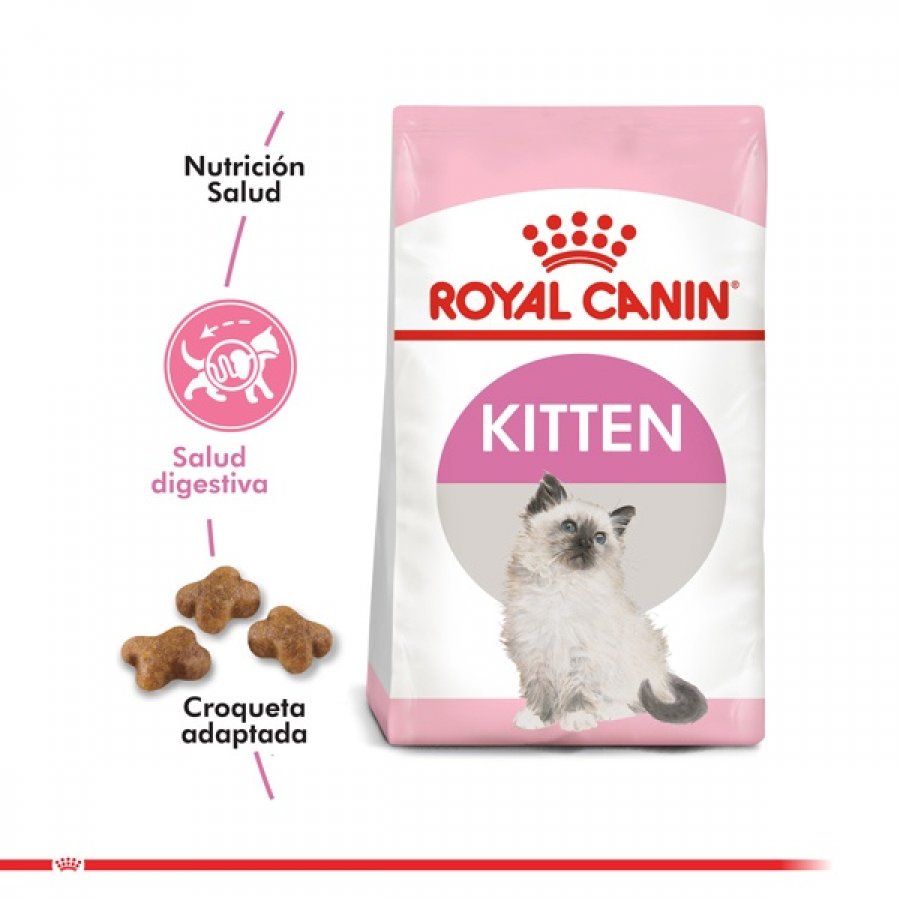 Nutrición
Salud
Salud
digestiva
Croqueta
adaptada
ROYAL CANIN®
KITTEN